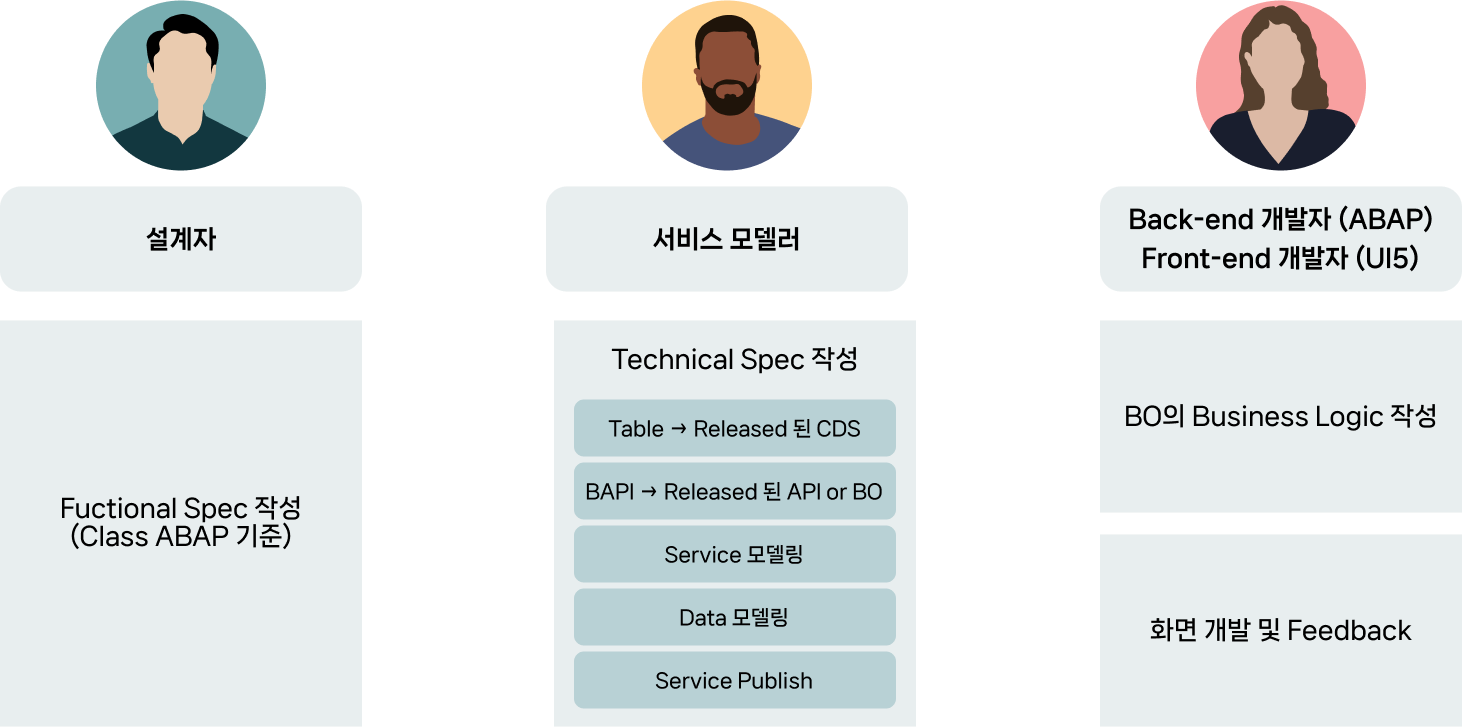 설계자
Fuctional Spec 작성
(Class ABAP 기준)
서비스 모델러
Technical Spec 작성
Table → Released 된 CDS
BAPI → Released 된 API or BO
Service 모델링
Data 모델링
Service Publish
Back-end 개발자 (ABAP)
Front-end 개발자 (UI5)
BO의 Business Logic 작성
화면 개발 및 Feedback